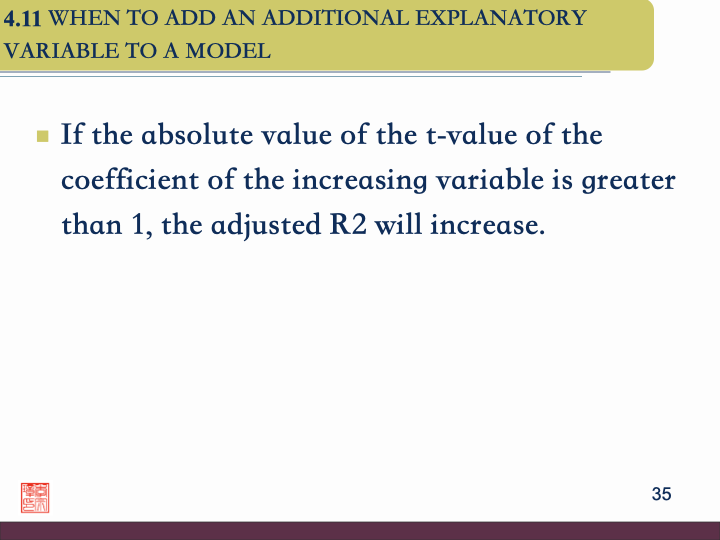 4.11 WHEN TO ADD AN ADDITIONAL EXPLANATORY
VARIABLE TO A MODEL
If the absolute value of the t-value of the
coefficient of the increasing variable is greater
than 1, the adjusted R2 will increase.
35